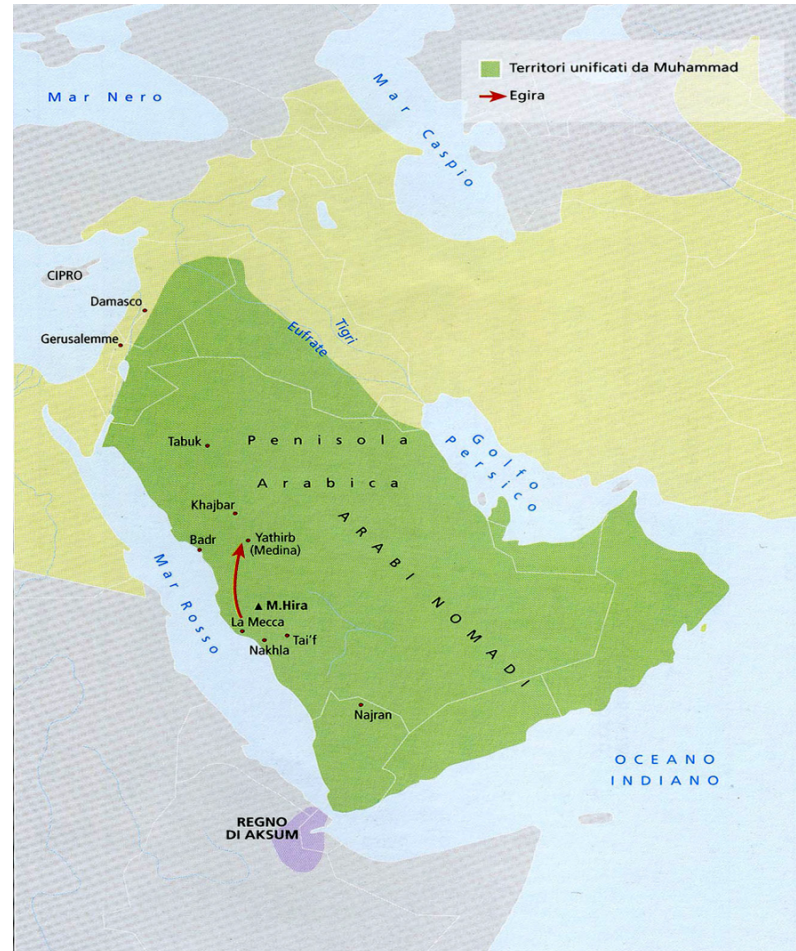 Territori unificati da Muhammad
Egira
Mar Nero
Mar Caspio
CIPRO
Damasco
Gerusalemme
Tigri
Eufrate
Tabuk
Penisola
Arabica
Golfo
Persico
Khajbar
ARABI NOMADI
Badr
Yathirb
(Medina)
Mar Rosso
M.Hira
La Mecca
Tai'f
Nakhla
Najran
OCEANO
INDIANO
REGNO
DI AKSUM